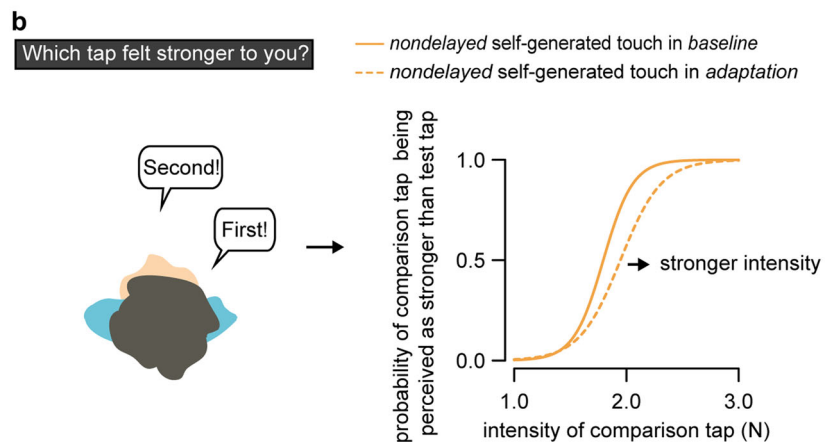 b
Which tap felt stronger to you?
nondelayed self-generated touch in baseline
nondelayed self-generated touch in adaptation
Second!
First!
probability of comparison tap being
perceived as stronger than test tap
1.0
0.5
0.0
stronger intensity
1.0 2.0 3.0
intensity of comparison tap (N)